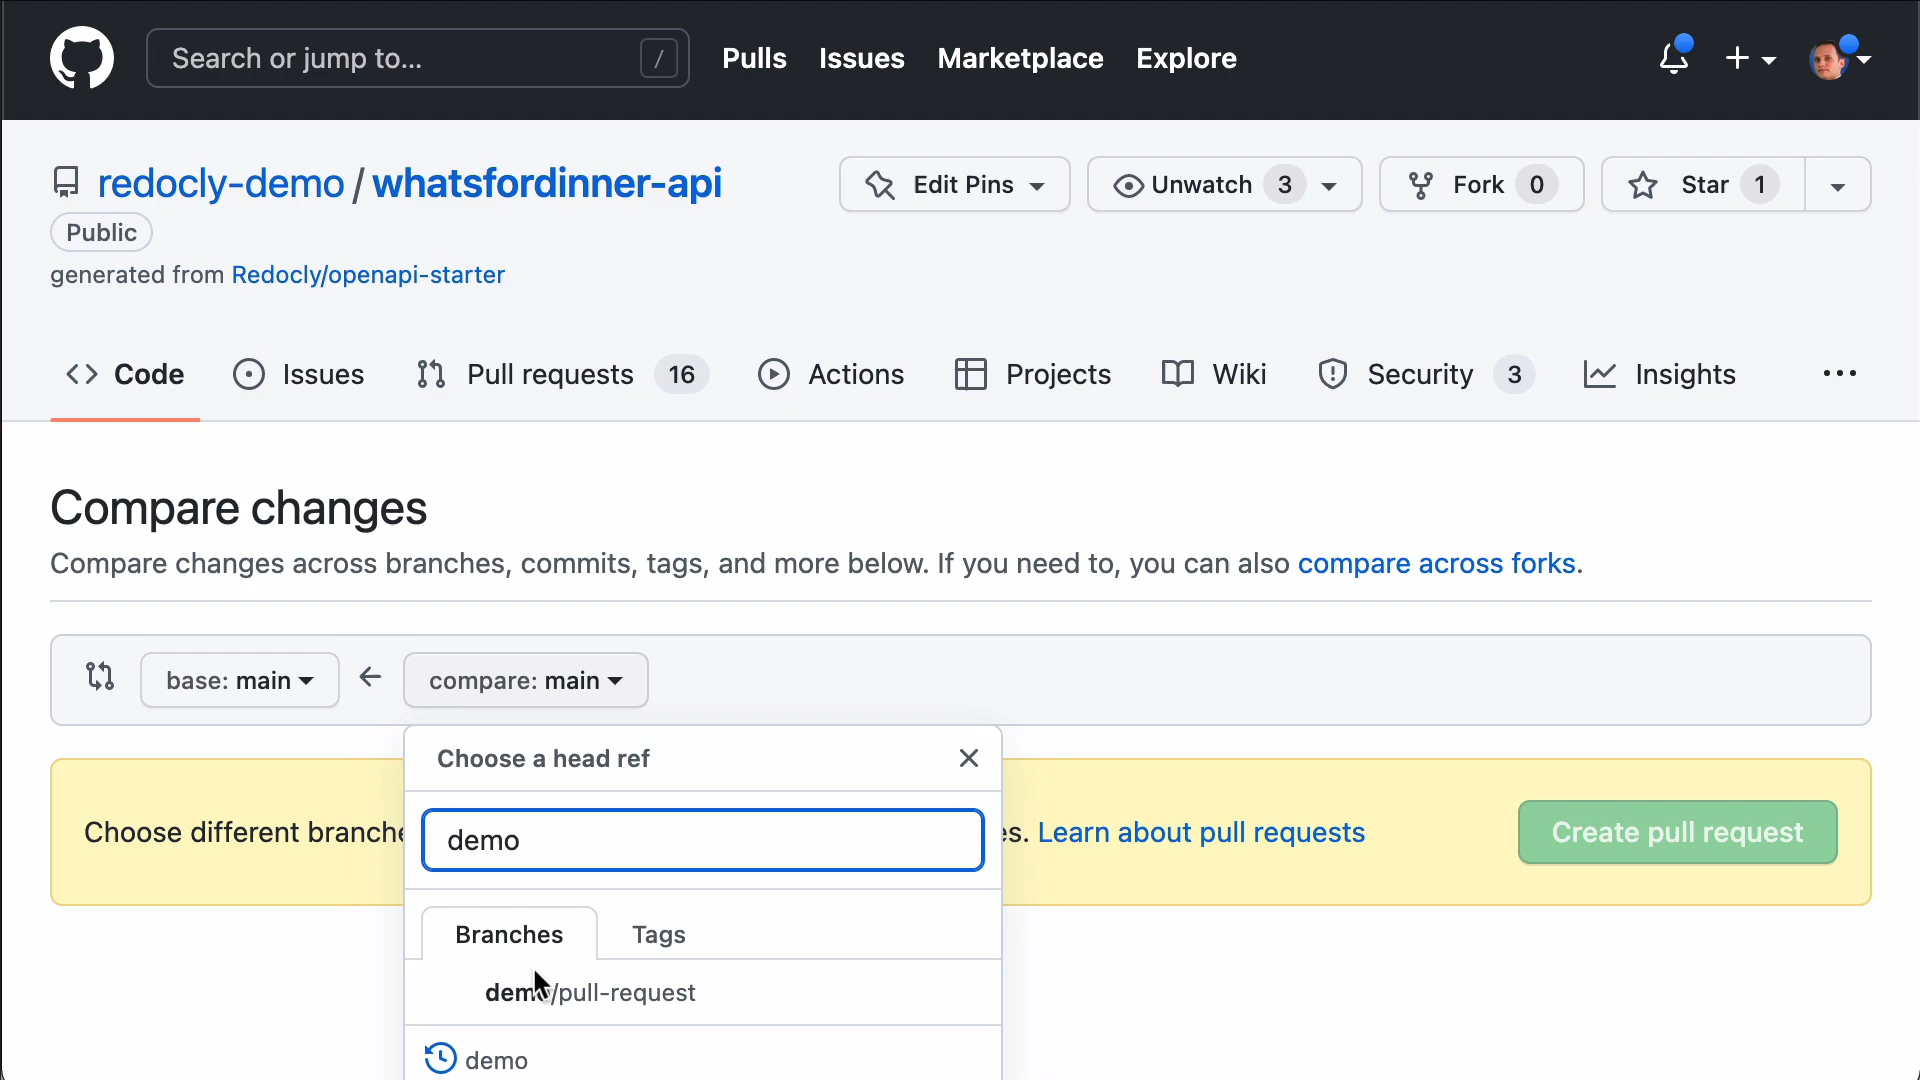 Search or jump to... /
Pulls Issues Marketplace Explore
redocly-demo / whatsfordinner-api
Edit Pins
Unwatch 3
Fork 0
Star 1
Public
generated from Redocly/openapi-starter
Code
Issues
Pull requests 16
Actions
Projects
Wiki
Security 3
Insights
Compare changes
Compare changes across branches, commits, tags, and more below. If you need to, you can also compare across forks.
base: main
compare: main
Choose a head ref
Choose different
Learn about pull requests
Create pull request
demo
Branches
Tags
demo/pull-request
demo